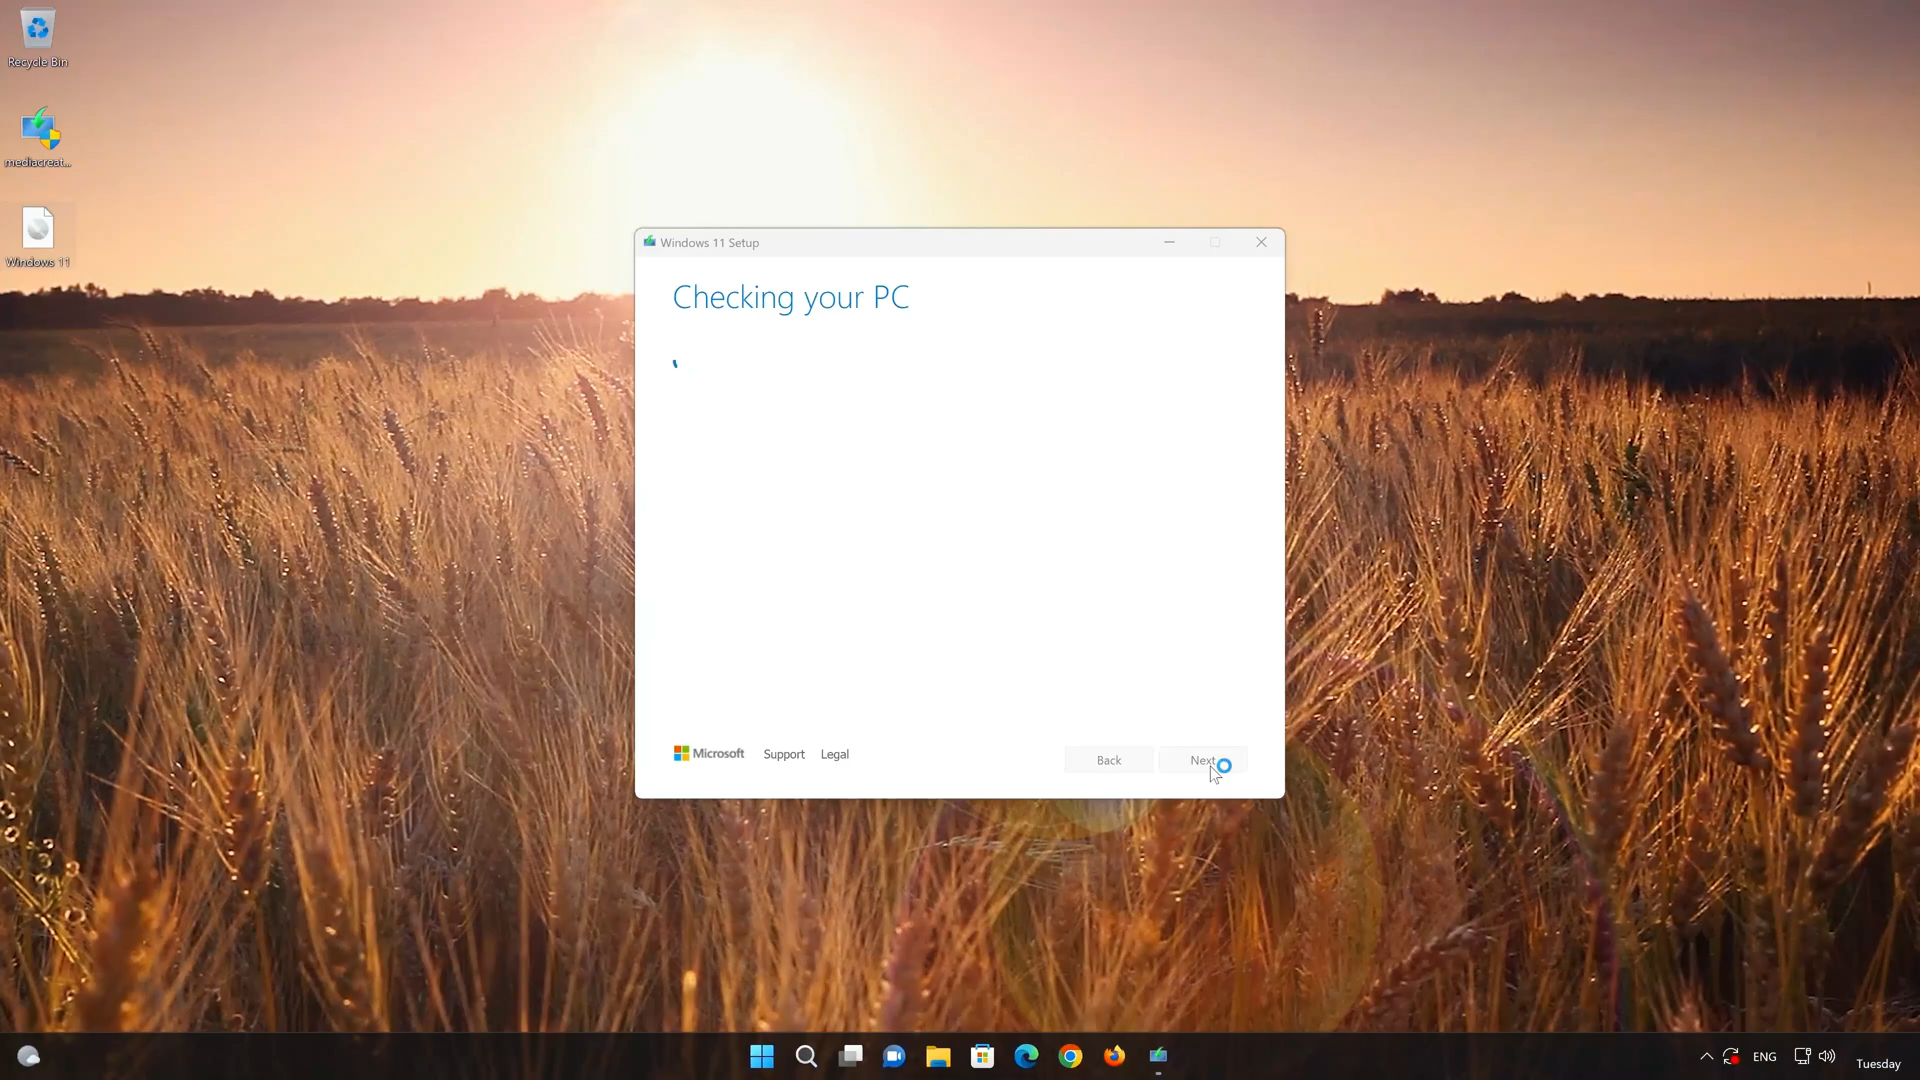 Recycle Bin
mediacreat...
Windows 11
Windows 11 Setup
Checking your PC
Microsoft
Support
Legal
Back
Next
ENG
Tuesday